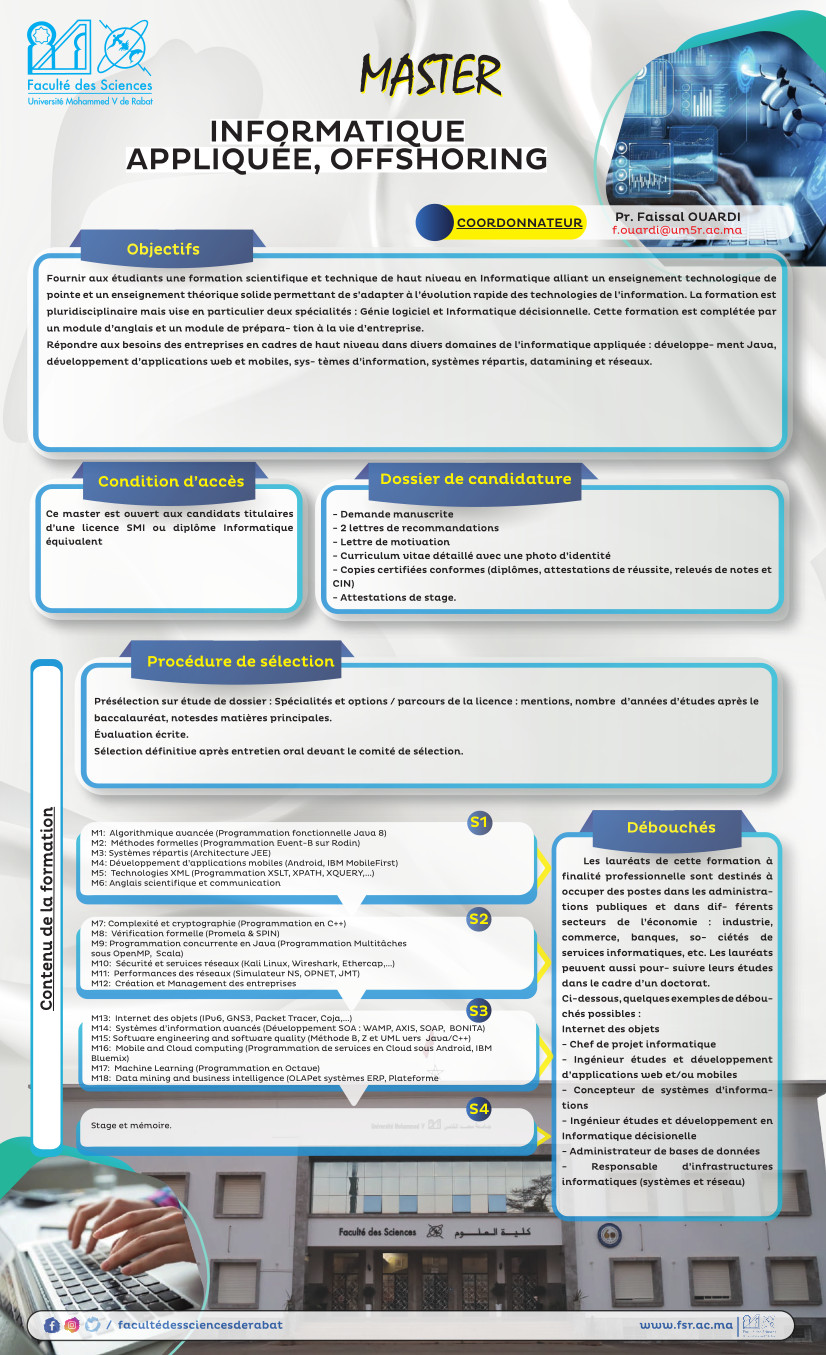 Faculté des Sciences
Université Mohammed V de Rabat
MASTER
INFORMATIQUE
APPLIQUÉE, OFFSHORING
COORDONNATEUR
Pr. Faissal OUARDI
f.ouardi@um5r.ac.ma
Objectifs
Fournir aux étudiants une formation scientifique et technique de haut niveau en Informatique alliant un enseignement technologique de
pointe et un enseignement théorique solide permettant de s'adapter à l'évolution rapide des technologies de l'information. La formation est
pluridisciplinaire mais vise en particulier deux spécialités : Génie logiciel et Informatique décisionnelle. Cette formation est complétée par
un module d'anglais et un module de prépara- tion à la vie d'entreprise.
Répondre aux besoins des entreprises en cadres de haut niveau dans divers domaines de l'informatique appliquée : développe- ment Java,
développement d'applications web et mobiles, sys- tèmes d'information, systèmes répartis, datamining et réseaux.
Condition d'accès
Ce master est ouvert aux candidats titulaires
d'une licence SMI ou diplôme Informatique
équivalent
Dossier de candidature
- Demande manuscrite
- 2 lettres de recommandations
- Lettre de motivation
- Curriculum vitae détaillé avec une photo d'identité
- Copies certifiées conformes (diplômes, attestations de réussite, relevés de notes et
CIN)
- Attestations de stage.
Procédure de sélection
Présélection sur étude de dossier : Spécialités et options / parcours de la licence : mentions, nombre d'années d'études après le
baccalauréat, notesdes matières principales.
Évaluation écrite.
Sélection définitive après entretien oral devant le comité de sélection.
Contenu de la formation
S1
M1: Algorithmique avancée (Programmation fonctionnelle Java 8)
M2: Méthodes formelles (Programmation Event-B sur Rodin)
M3: Systèmes répartis (Architecture JEE)
M4: Développement d'applications mobiles (Android, IBM MobileFirst)
M5: Technologies XML (Programmation XSLT, XPATH, XQUERY,...)
M6: Anglais scientifique et communication
S2
M7: Complexité et cryptographie (Programmation en C++)
M8: Vérification formelle (Promela & SPIN)
M9: Programmation concurrente en Java (Programmation Multitâches
sous OpenMP, Scala)
M10: Sécurité et services réseaux (Kali Linux, Wireshark, Ethercap,...)
M11: Performances des réseaux (Simulateur NS, OPNET, JMT)
M12: Création et Management des entreprises
S3
M13: Internet des objets (IPv6, GNS3, Packet Tracer, Coja,...)
M14: Systèmes d'information avancés (Développement SOA : WAMP, AXIS, SOAP, BONITA)
M15: Software engineering and software quality (Méthode B, Z et UML vers Java/C++)
M16: Mobile and Cloud computing (Programmation de services en Cloud sous Android, IBM
Bluemix)
M17: Machine Learning (Programmation en Octave)
M18: Data mining and business intelligence (OLAPet systèmes ERP, Plateforme
S4
Stage et mémoire.
Débouchés
Les lauréats de cette formation à
finalité professionnelle sont destinés à
occuper des postes dans les administra-
tions publiques et dans dif- férents
secteurs de l'économie : industrie,
commerce, banques, so- ciétés de
services informatiques, etc. Les lauréats
peuvent aussi pour- suivre leurs études
dans le cadre d'un doctorat.
Ci-dessous, quelques exemples de débou-
chés possibles :
Internet des objets
- Chef de projet informatique
- Ingénieur études et développement
d'applications web et/ou mobiles
- Concepteur de systèmes d'informa-
tions
- Ingénieur études et développement en
Informatique décisionelle
- Administrateur de bases de données
- Responsable d'infrastructures
informatiques (systèmes et réseau)
Faculté des Sciences كلية العلوم
/ facultédessciencesderabat
www.fsr.ac.ma